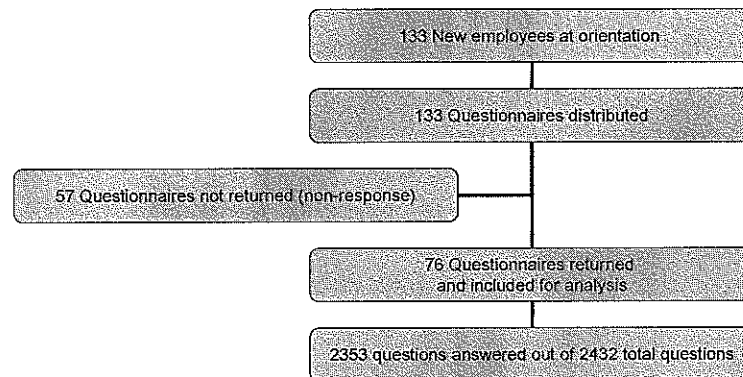 133 New employees at orientation
133 Questionnaires distributed
57 Questionnaires not returned (non-response)
76 Questionnaires returned
and included for analysis
2353 questions answered out of 2432 total questions